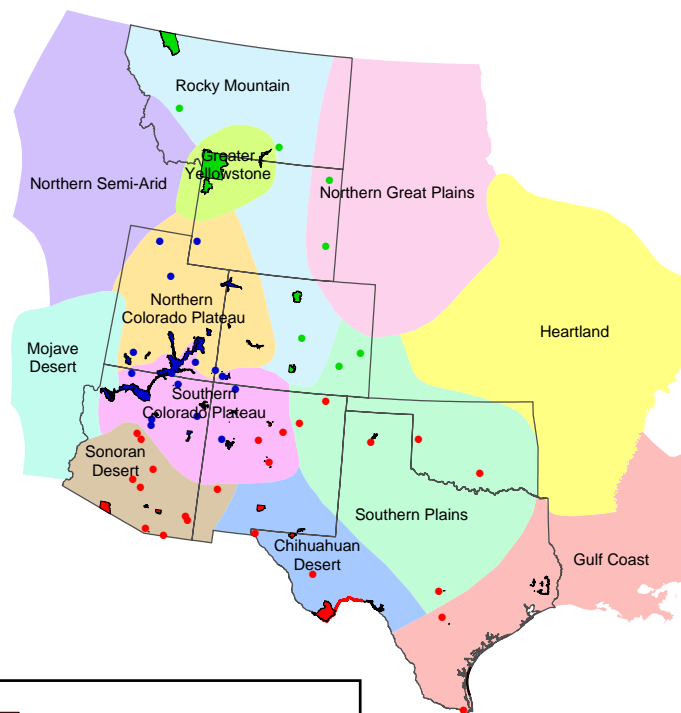 Rocky Mountain
Greater
Yellowstone
Northern Semi-Arid
Northern Great Plains
Northern
Colorado Plateau
Heartland
Mojave
Desert
Southern
Colorado Plateau
Sonoran
Desert
Southern Plains
Chihuahuan
Desert
Gulf Coast